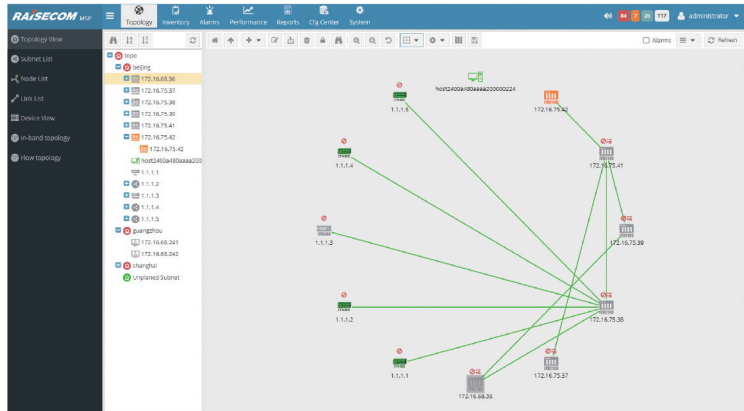 RAISECOM MSP
Topology
Inventory
Alarms
Performance
Reports
Cfg Center
System
84
7
26
117
administrator
Topology View
Subnet List
Node List
Link List
Device View
In-band topology
Flow topology
Alarms
Refresh
topo
beijing
172.16.68.36
172.16.75.37
172.16.75.38
172.16.75.39
172.16.75.41
172.16.75.42
172.16.75.42
host2400a480aaaa200
1.1.1.1
1.1.1.2
1.1.1.3
1.1.1.4
1.1.1.5
guangzhou
172.16.68.241
172.16.68.242
shanghai
Unplaned Subnet
host2400a480aaaa200000224
1.1.1.5
172.16.75.42
1.1.1.4
172.16.75.41
1.1.1.3
172.16.75.39
1.1.1.2
172.16.75.38
1.1.1.1
172.16.75.37
172.16.68.36